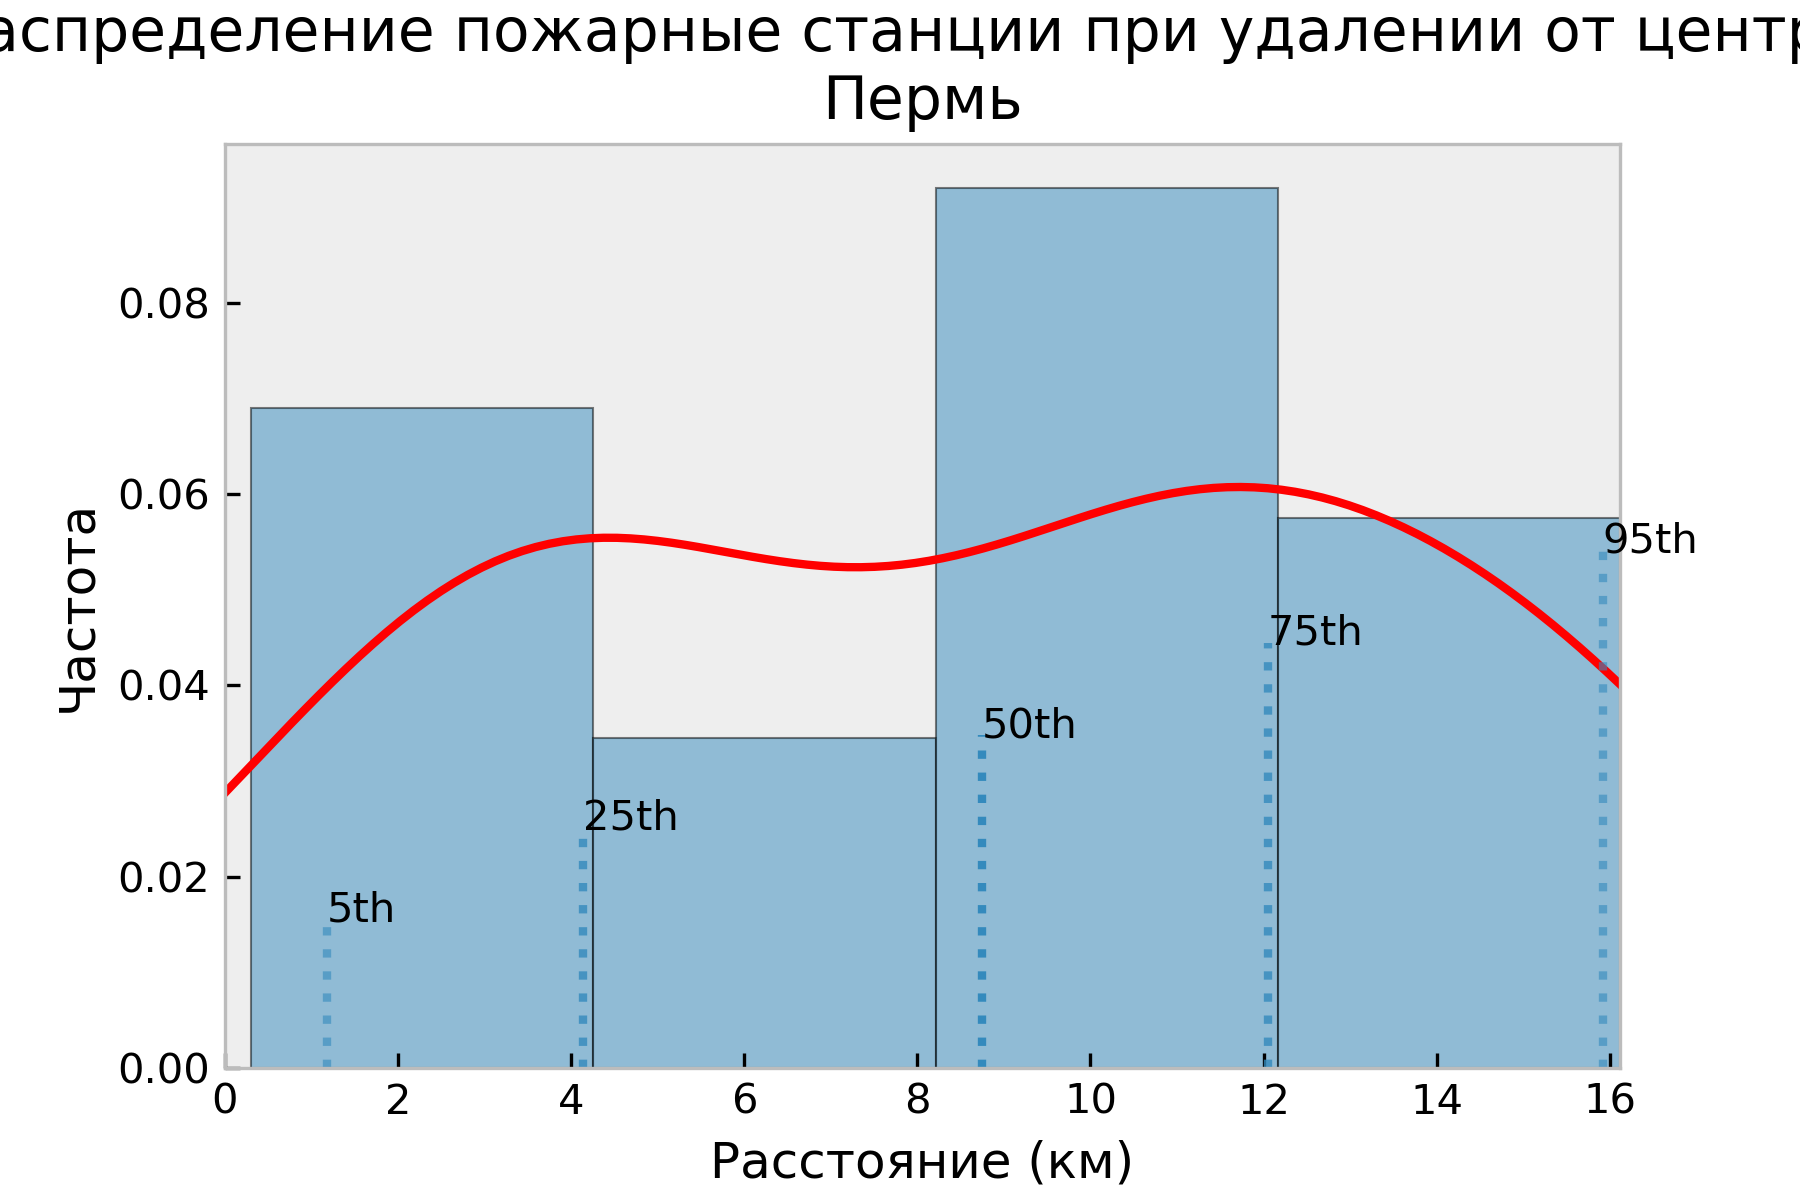 аспределение пожарные станции при удалении от центр
Пермь
Частота
0.08
0.06
0.04
0.02
0.00
5th
25th
50th
75th
95th
0 2 4 6 8 10 12 14 16
Расстояние (км)